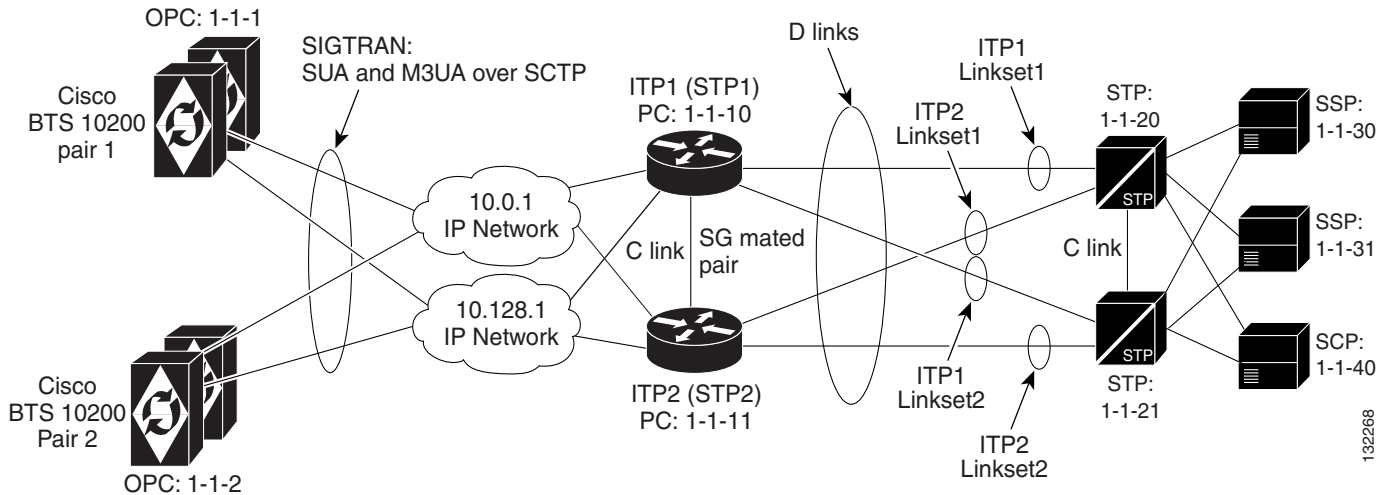 OPC: 1-1-1
Cisco
BTS 10200
pair 1
SIGTRAN:
SUA and M3UA over SCTP
10.0.1
IP Network
10.128.1
IP Network
Cisco
BTS 10200
Pair 2
OPC: 1-1-2
ITP1 (STP1)
PC: 1-1-10
C link
SG mated
pair
ITP2 (STP2)
PC: 1-1-11
D links
ITP2
Linkset1
ITP1
Linkset1
ITP1
Linkset2
ITP2
Linkset2
STP:
1-1-20
STP
C link
STP
STP:
1-1-21
SSP:
1-1-30
SSP:
1-1-31
SCP:
1-1-40
132268